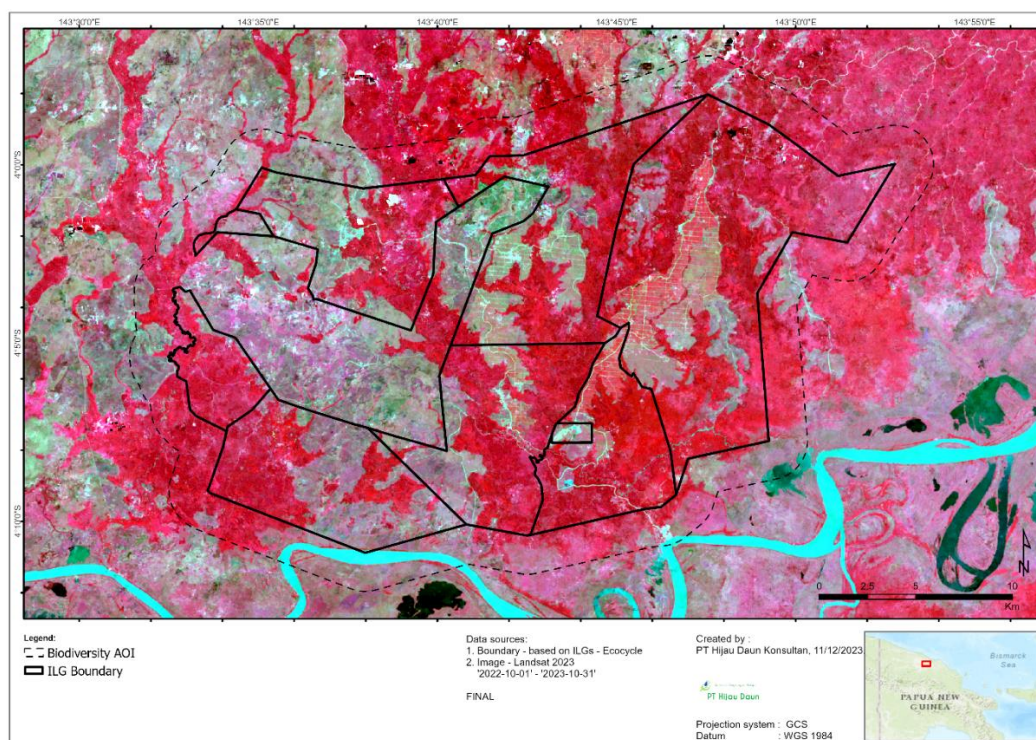 143°30'0"E 143°35'0"E 143°40'0"E 143°45'0"E 143°50'0"E 143°55'0"E
4°0'0"S
4°5'0"S
4°10'0"S
N
0 2.5 5 10
Km
Legend:
Biodiversity AOI
ILG Boundary
Data sources:
1. Boundary - based on ILGs - Ecocycle
2. Image - Landsat 2023
'2022-10-01' - '2023-10-31'
FINAL
Created by :
PT Hijau Daun Konsultan, 11/12/2023
PT Hijau Daun
Projection system : GCS
Datum : WGS 1984
Bismarck
Sea
PAPUA NEW
GUINEA